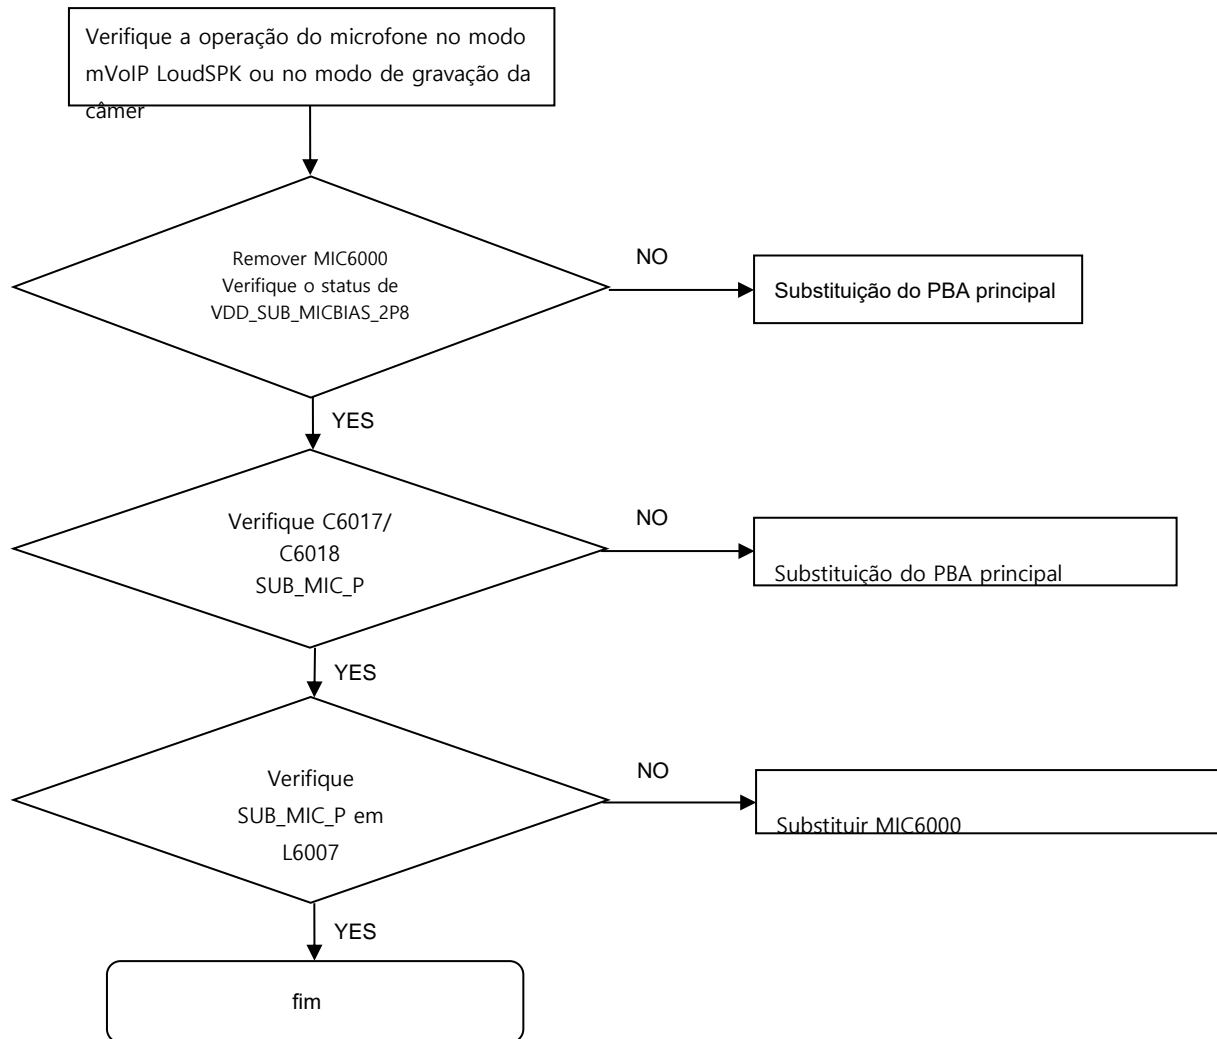 Verifique a operação do microfone no modo
mVoIP LoudSPK ou no modo de gravação da
câmer
Remover MIC6000
Verifique o status de
VDD_SUB_MICBIAS_2P8
NO
Substituição do PBA principal
YES
Verifique C6017/
C6018
SUB_MIC_P
NO
Substituição do PBA principal
YES
Verifique
SUB_MIC_P em
L6007
NO
Substituir MIC6000
YES
fim